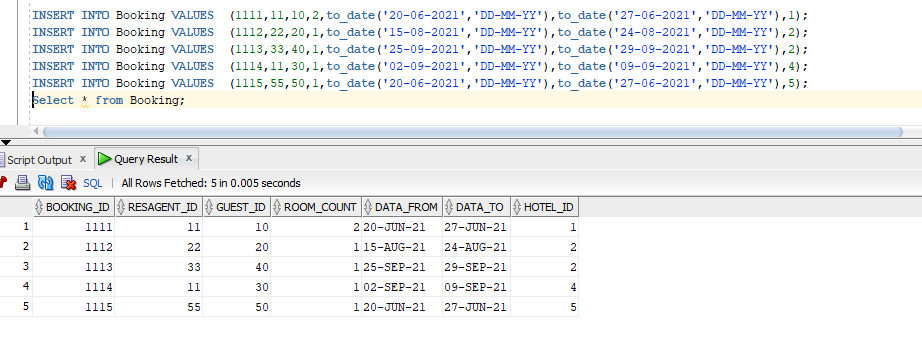 INSERT INTO Booking VALUES (1111,11,10,2,to_date('20-06-2021','DD-MM-YY'),to_date('27-06-2021','DD-MM-YY'),1);
INSERT INTO Booking VALUES (1112,22,20,1,to_date('15-08-2021','DD-MM-YY'),to_date('24-08-2021','DD-MM-YY'),2);
INSERT INTO Booking VALUES (1113,33,40,1,to_date('25-09-2021','DD-MM-YY'),to_date('29-09-2021','DD-MM-YY'),2);
INSERT INTO Booking VALUES (1114,11,30,1,to_date('02-09-2021','DD-MM-YY'),to_date('09-09-2021','DD-MM-YY'),4);
INSERT INTO Booking VALUES (1115,55,50,1,to_date('20-06-2021','DD-MM-YY'),to_date('27-06-2021','DD-MM-YY'),5);
Select * from Booking;
Script Output x Query Result x
SQL | All Rows Fetched: 5 in 0.005 seconds
BOOKING_ID RESAGENT_ID GUEST_ID ROOM_COUNT DATA_FROM DATA_TO HOTEL_ID
1 1111 11 10 2 20-JUN-21 27-JUN-21 1
2 1112 22 20 1 15-AUG-21 24-AUG-21 2
3 1113 33 40 1 25-SEP-21 29-SEP-21 2
4 1114 11 30 1 02-SEP-21 09-SEP-21 4
5 1115 55 50 1 20-JUN-21 27-JUN-21 5